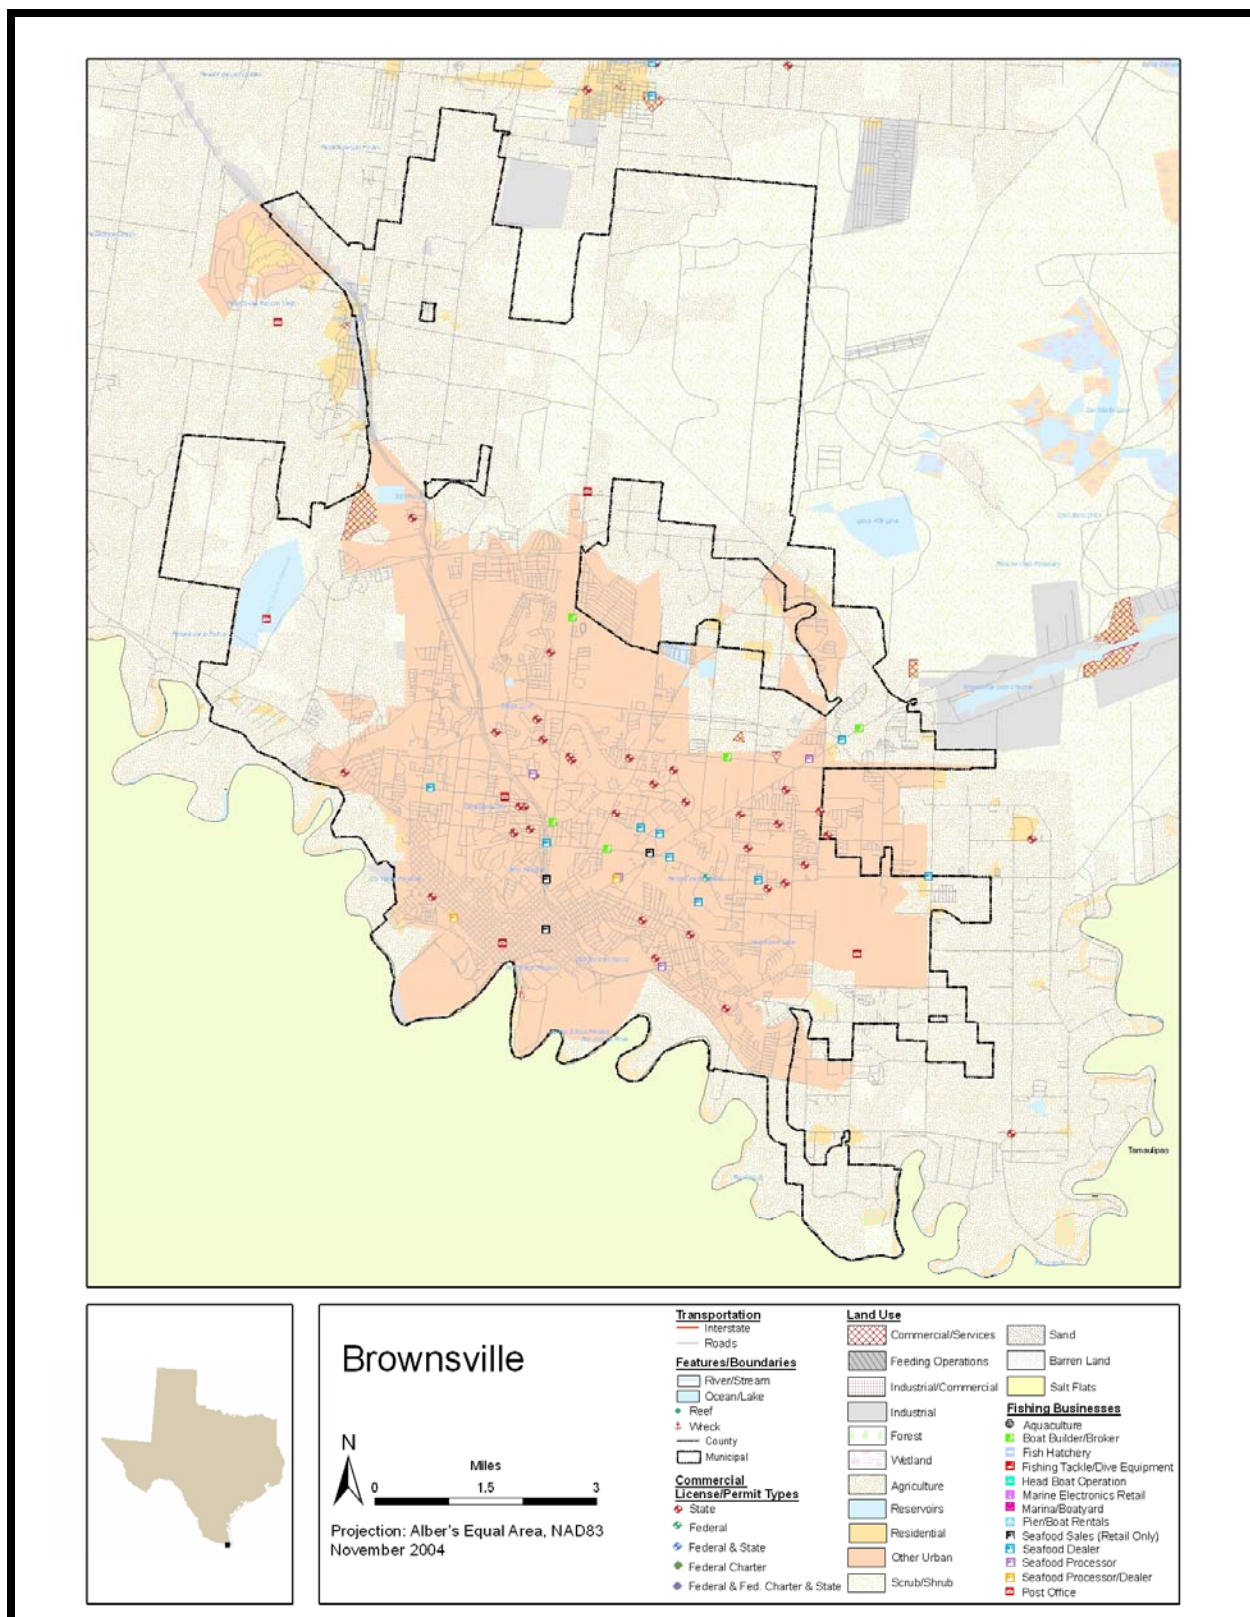 Tamaulipas
Brownsville
N
Miles
0 1.5 3
Projection: Alber's Equal Area, NAD83
November 2004
Transportation
Interstate
Roads
Features/Boundaries
River/Stream
Ocean/Lake
Reef
Wreck
County
Municipal
Commercial
License/Permit Types
State
Federal
Federal & State
Federal Charter
Federal & Fed. Charter & State
Land Use
Commercial/Services
Feeding Operations
Industrial/Commercial
Industrial
Forest
Wetland
Agriculture
Reservoirs
Residential
Other Urban
Scrub/Shrub
Sand
Barren Land
Salt Flats
Fishing Businesses
Aquaculture
Boat Builder/Broker
Fish Hatchery
Fishing Tackle/Dive Equipment
Head Boat Operation
Marine Electronics Retail
Marina/Boatyard
Pier/Boat Rentals
Seafood Sales (Retail Only)
Seafood Dealer
Seafood Processor
Seafood Processor/Dealer
Post Office